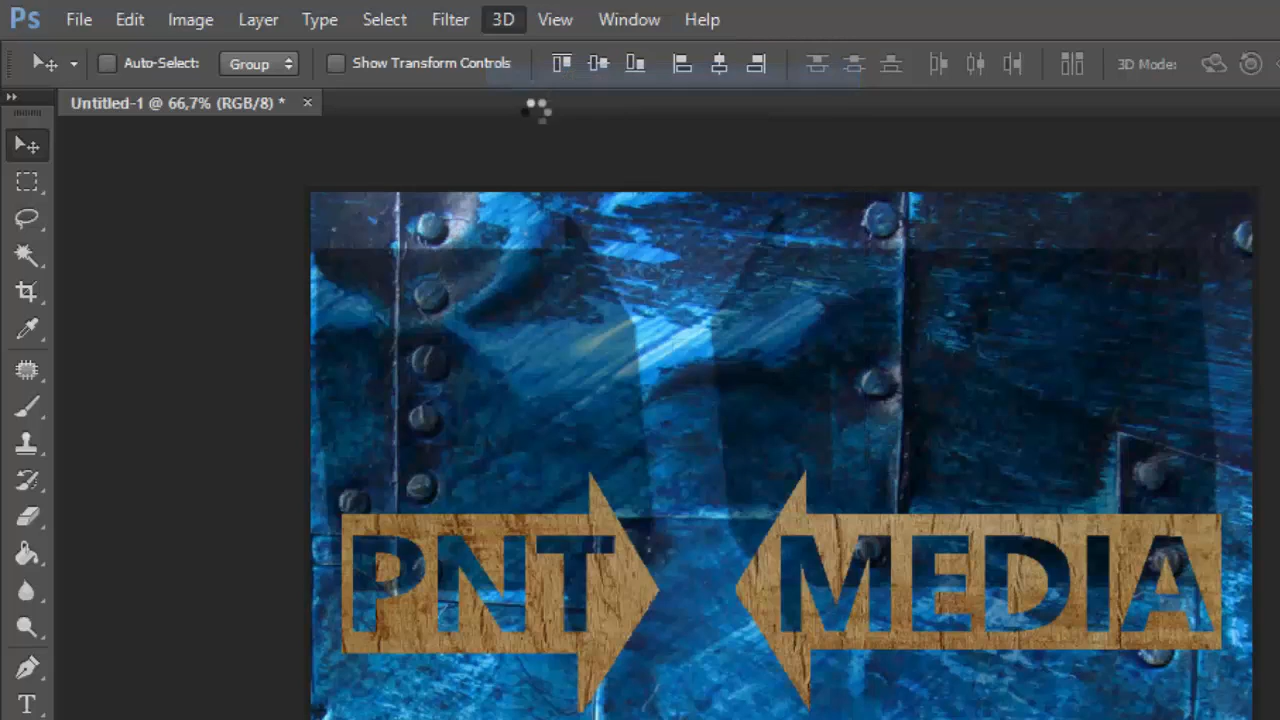 Ps File Edit Image Layer Type Select Filter 3D View Window Help
Auto-Select: Group Show Transform Controls 3D Mode:
Untitled-1 @ 66,7% (RGB/8) * ×
PNT MEDIA
T